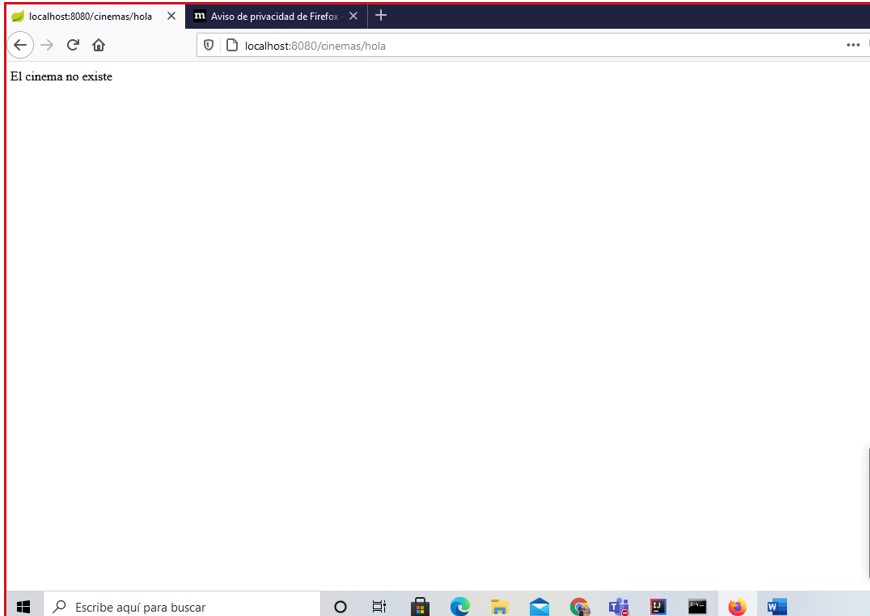 localhost:8080/cinemas/hola
m Aviso de privacidad de Firefox -
localhost:8080/cinemas/hola
El cinema no existe
Escribe aquí para buscar